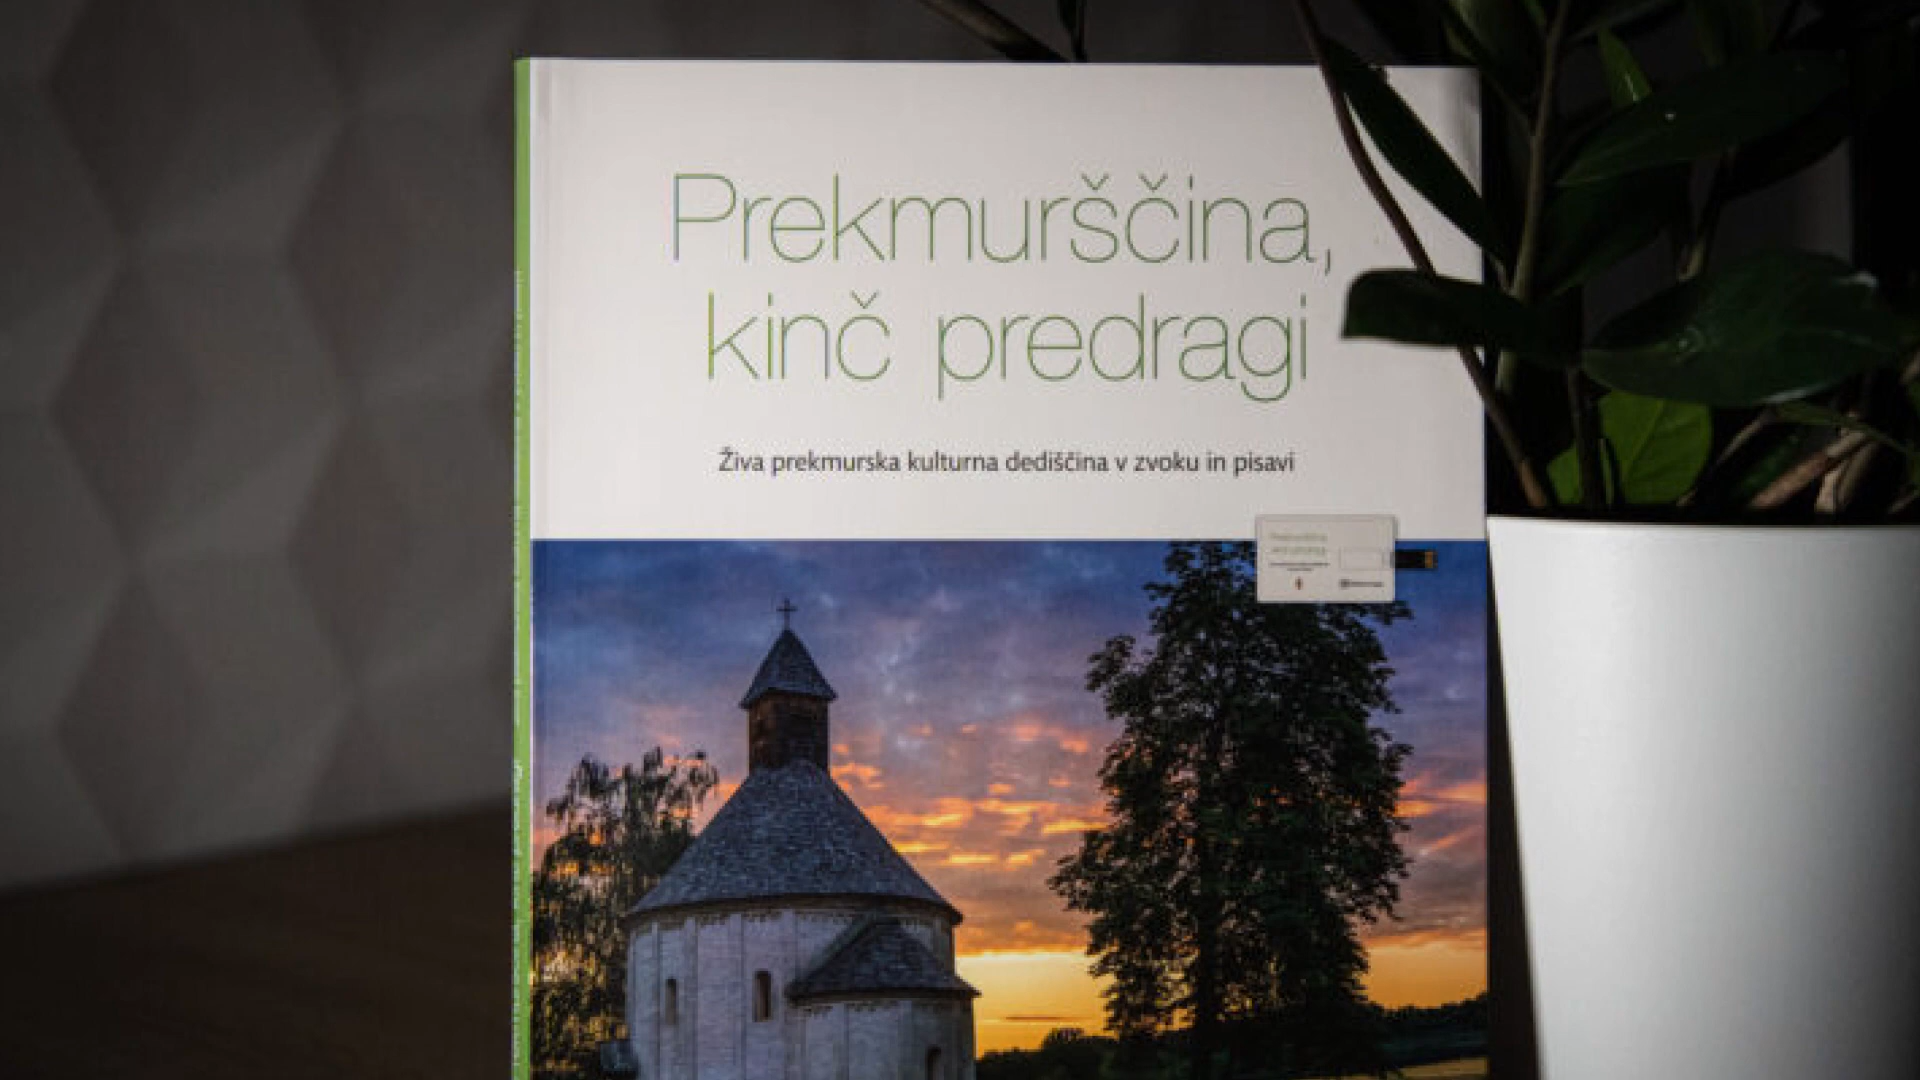 Prekmurščina,
kinč predragi
Živa prekmurska kulturna dediščina v zvoku in pisavi